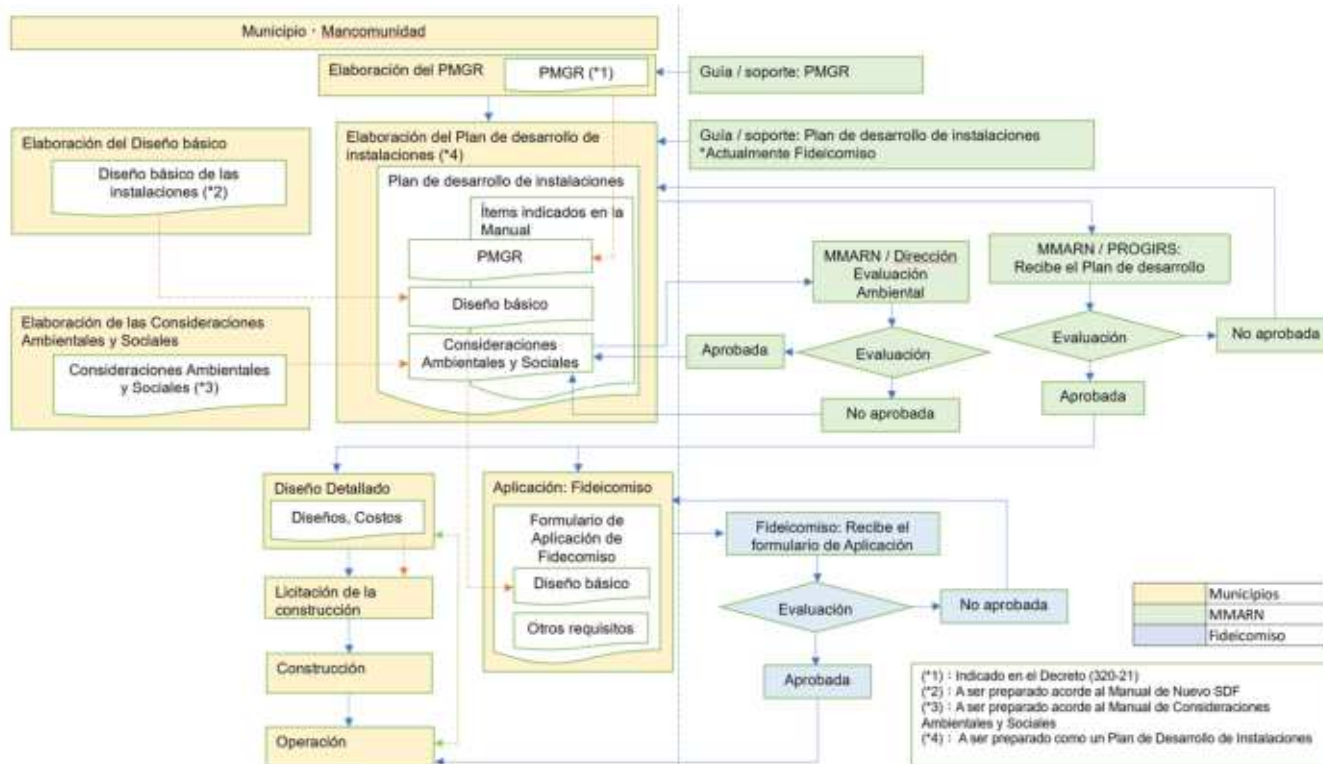 Municipio・Mancomunidad
Elaboración del PMGR
PMGR (*1)
Guía / soporte: PMGR
Elaboración del Diseño básico
Diseño básico de las
instalaciones (*2)
Elaboración del Plan de desarrollo de
instalaciones (*4)
Plan de desarrollo de instalaciones
Ítems indicados en la
Manual
PMGR
Diseño básico
Consideraciones
Ambientales y Sociales
Guía / soporte: Plan de desarrollo de instalaciones
*Actualmente Fideicomiso
Elaboración de las Consideraciones
Ambientales y Sociales
Consideraciones Ambientales
y Sociales (*3)
MMARN / Dirección
Evaluación
Ambiental
Evaluación
Aprobada
No aprobada
MMARN / PROGIRS:
Recibe el Plan de desarrollo
Evaluación
No aprobada
Aprobada
Diseño Detallado
Diseños, Costos
Licitación de la
construcción
Construcción
Operación
Aplicación: Fideicomiso
Formulario de
Aplicación de
Fidecomiso
Diseño básico
Otros requisitos
Fideicomiso: Recibe el
formulario de Aplicación
Evaluación
No aprobada
Aprobada
Municipios
MMARN
Fideicomiso
(*1) : Indicado en el Decreto (320-21)
(*2) : A ser preparado acorde al Manual de Nuevo SDF
(*3) : A ser preparado acorde al Manual de Consideraciones
Ambientales y Sociales
(*4) : A ser preparado como un Plan de Desarrollo de Instalaciones